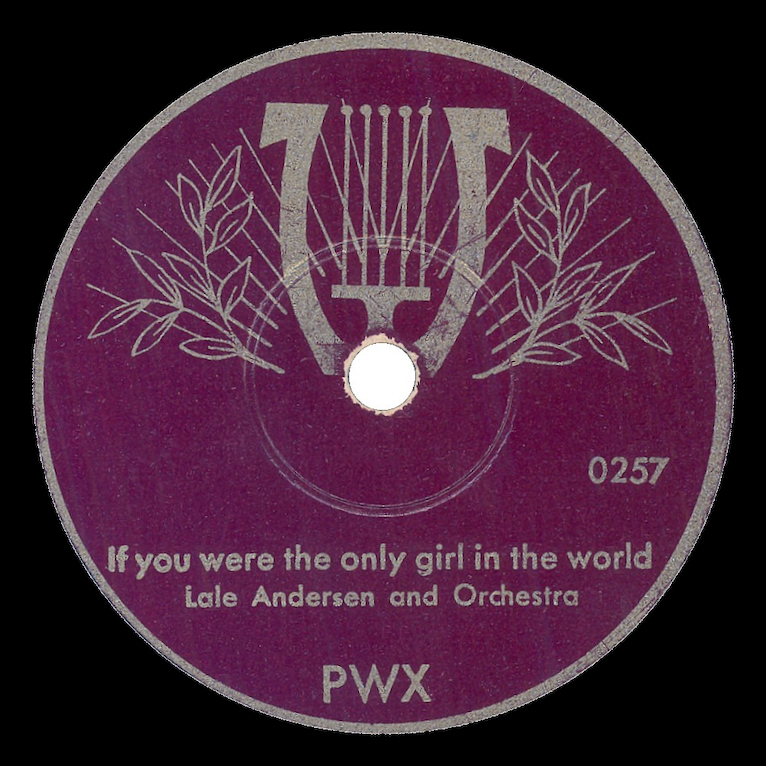 0257
If you were the only girl in the world
Lale Andersen and Orchestra
PWX